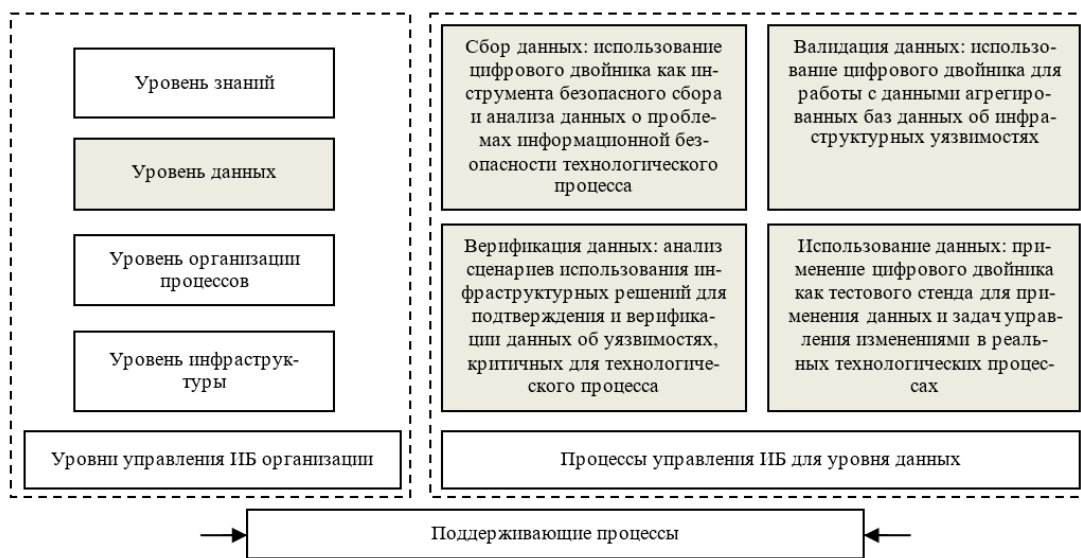 Уровень знаний
Уровень данных
Уровень организации
процессов
Уровень инфраструк-
туры
Уровни управления ИБ организации
Сбор данных: использование
цифрового двойника как ин-
струмента безопасного сбора
и анализа данных о пробле-
мах информационной без-
опасности технологического
процесса
Валидация данных: использо-
вание цифрового двойника для
работы с данными агрегиро-
ванных баз данных об инфра-
структурных уязвимостях
Верификация данных: анализ
сценариев использования ин-
фраструктурных решений для
подтверждения и верифика-
ции данных об уязвимостях,
критичных для технологиче-
ского процесса
Использование данных: при-
менение цифрового двойника
как тестового стенда для при-
менения данных и задач управ-
ления изменениями в реаль-
ных технологических процес-
сах
Процессы управления ИБ для уровня данных
Поддерживающие процессы